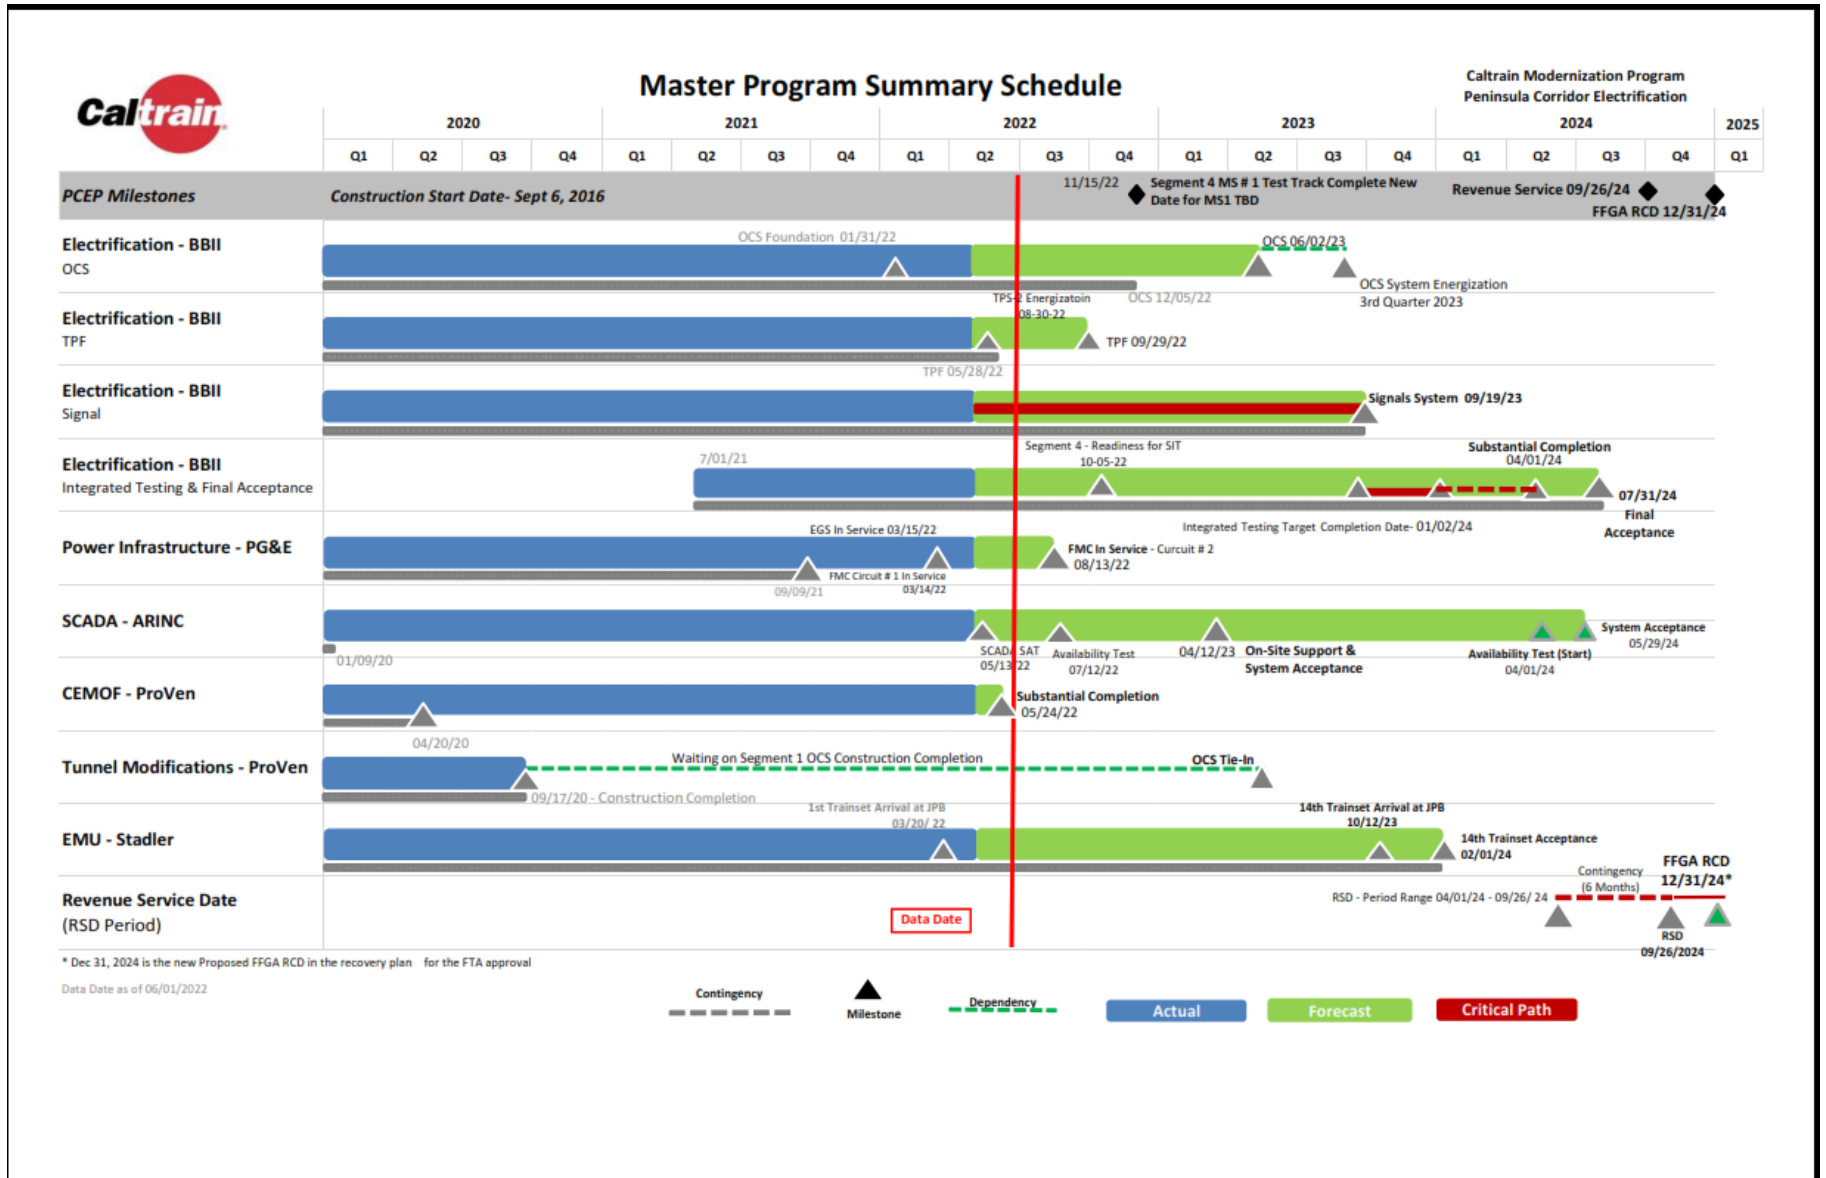 Caltrain
Master Program Summary Schedule
Caltrain Modernization Program
Peninsula Corridor Electrification
2020 2021 2022 2023 2024 2025
Q1 Q2 Q3 Q4 Q1 Q2 Q3 Q4 Q1 Q2 Q3 Q4 Q1 Q2 Q3 Q4 Q1 Q2 Q3 Q4 Q1
PCEP Milestones
Construction Start Date- Sept 6, 2016
11/15/22
Segment 4 MS # 1 Test Track Complete New
Date for MS1 TBD
Revenue Service 09/26/24
FFGA RCD 12/31/24
Electrification - BBII
OCS
OCS Foundation 01/31/22
OCS 06/02/23
OCS 12/05/22
OCS System Energization
3rd Quarter 2023
Electrification - BBII
TPF
TPS-2 Energizatoin
08-30-22
TPF 09/29/22
TPF 05/28/22
Electrification - BBII
Signal
Signals System 09/19/23
Electrification - BBII
Integrated Testing & Final Acceptance
7/01/21
Segment 4 - Readiness for SIT
10-05-22
Substantial Completion
04/01/24
07/31/24
Final
Acceptance
Integrated Testing Target Completion Date- 01/02/24
Power Infrastructure - PG&E
EGS In Service 03/15/22
FMC Circuit # 1 In Service
03/14/22
09/09/21
FMC In Service - Curcuit # 2
08/13/22
SCADA - ARINC
01/09/20
SCADA SAT
05/13/22
Availability Test
07/12/22
04/12/23
On-Site Support &
System Acceptance
Availability Test (Start)
04/01/24
System Acceptance
05/29/24
CEMOF - ProVen
04/20/20
Substantial Completion
05/24/22
Tunnel Modifications - ProVen
Waiting on Segment 1 OCS Construction Completion
OCS Tie-In
09/17/20 - Construction Completion
EMU - Stadler
1st Trainset Arrival at JPB
03/20/ 22
14th Trainset Arrival at JPB
10/12/23
14th Trainset Acceptance
02/01/24
Revenue Service Date
(RSD Period)
Data Date
RSD - Period Range 04/01/24 - 09/26/ 24
Contingency
(6 Months)
FFGA RCD
12/31/24*
RSD
09/26/2024
* Dec 31, 2024 is the new Proposed FFGA RCD in the recovery plan for the FTA approval
Data Date as of 06/01/2022
Contingency
Milestone
Dependency
Actual
Forecast
Critical Path